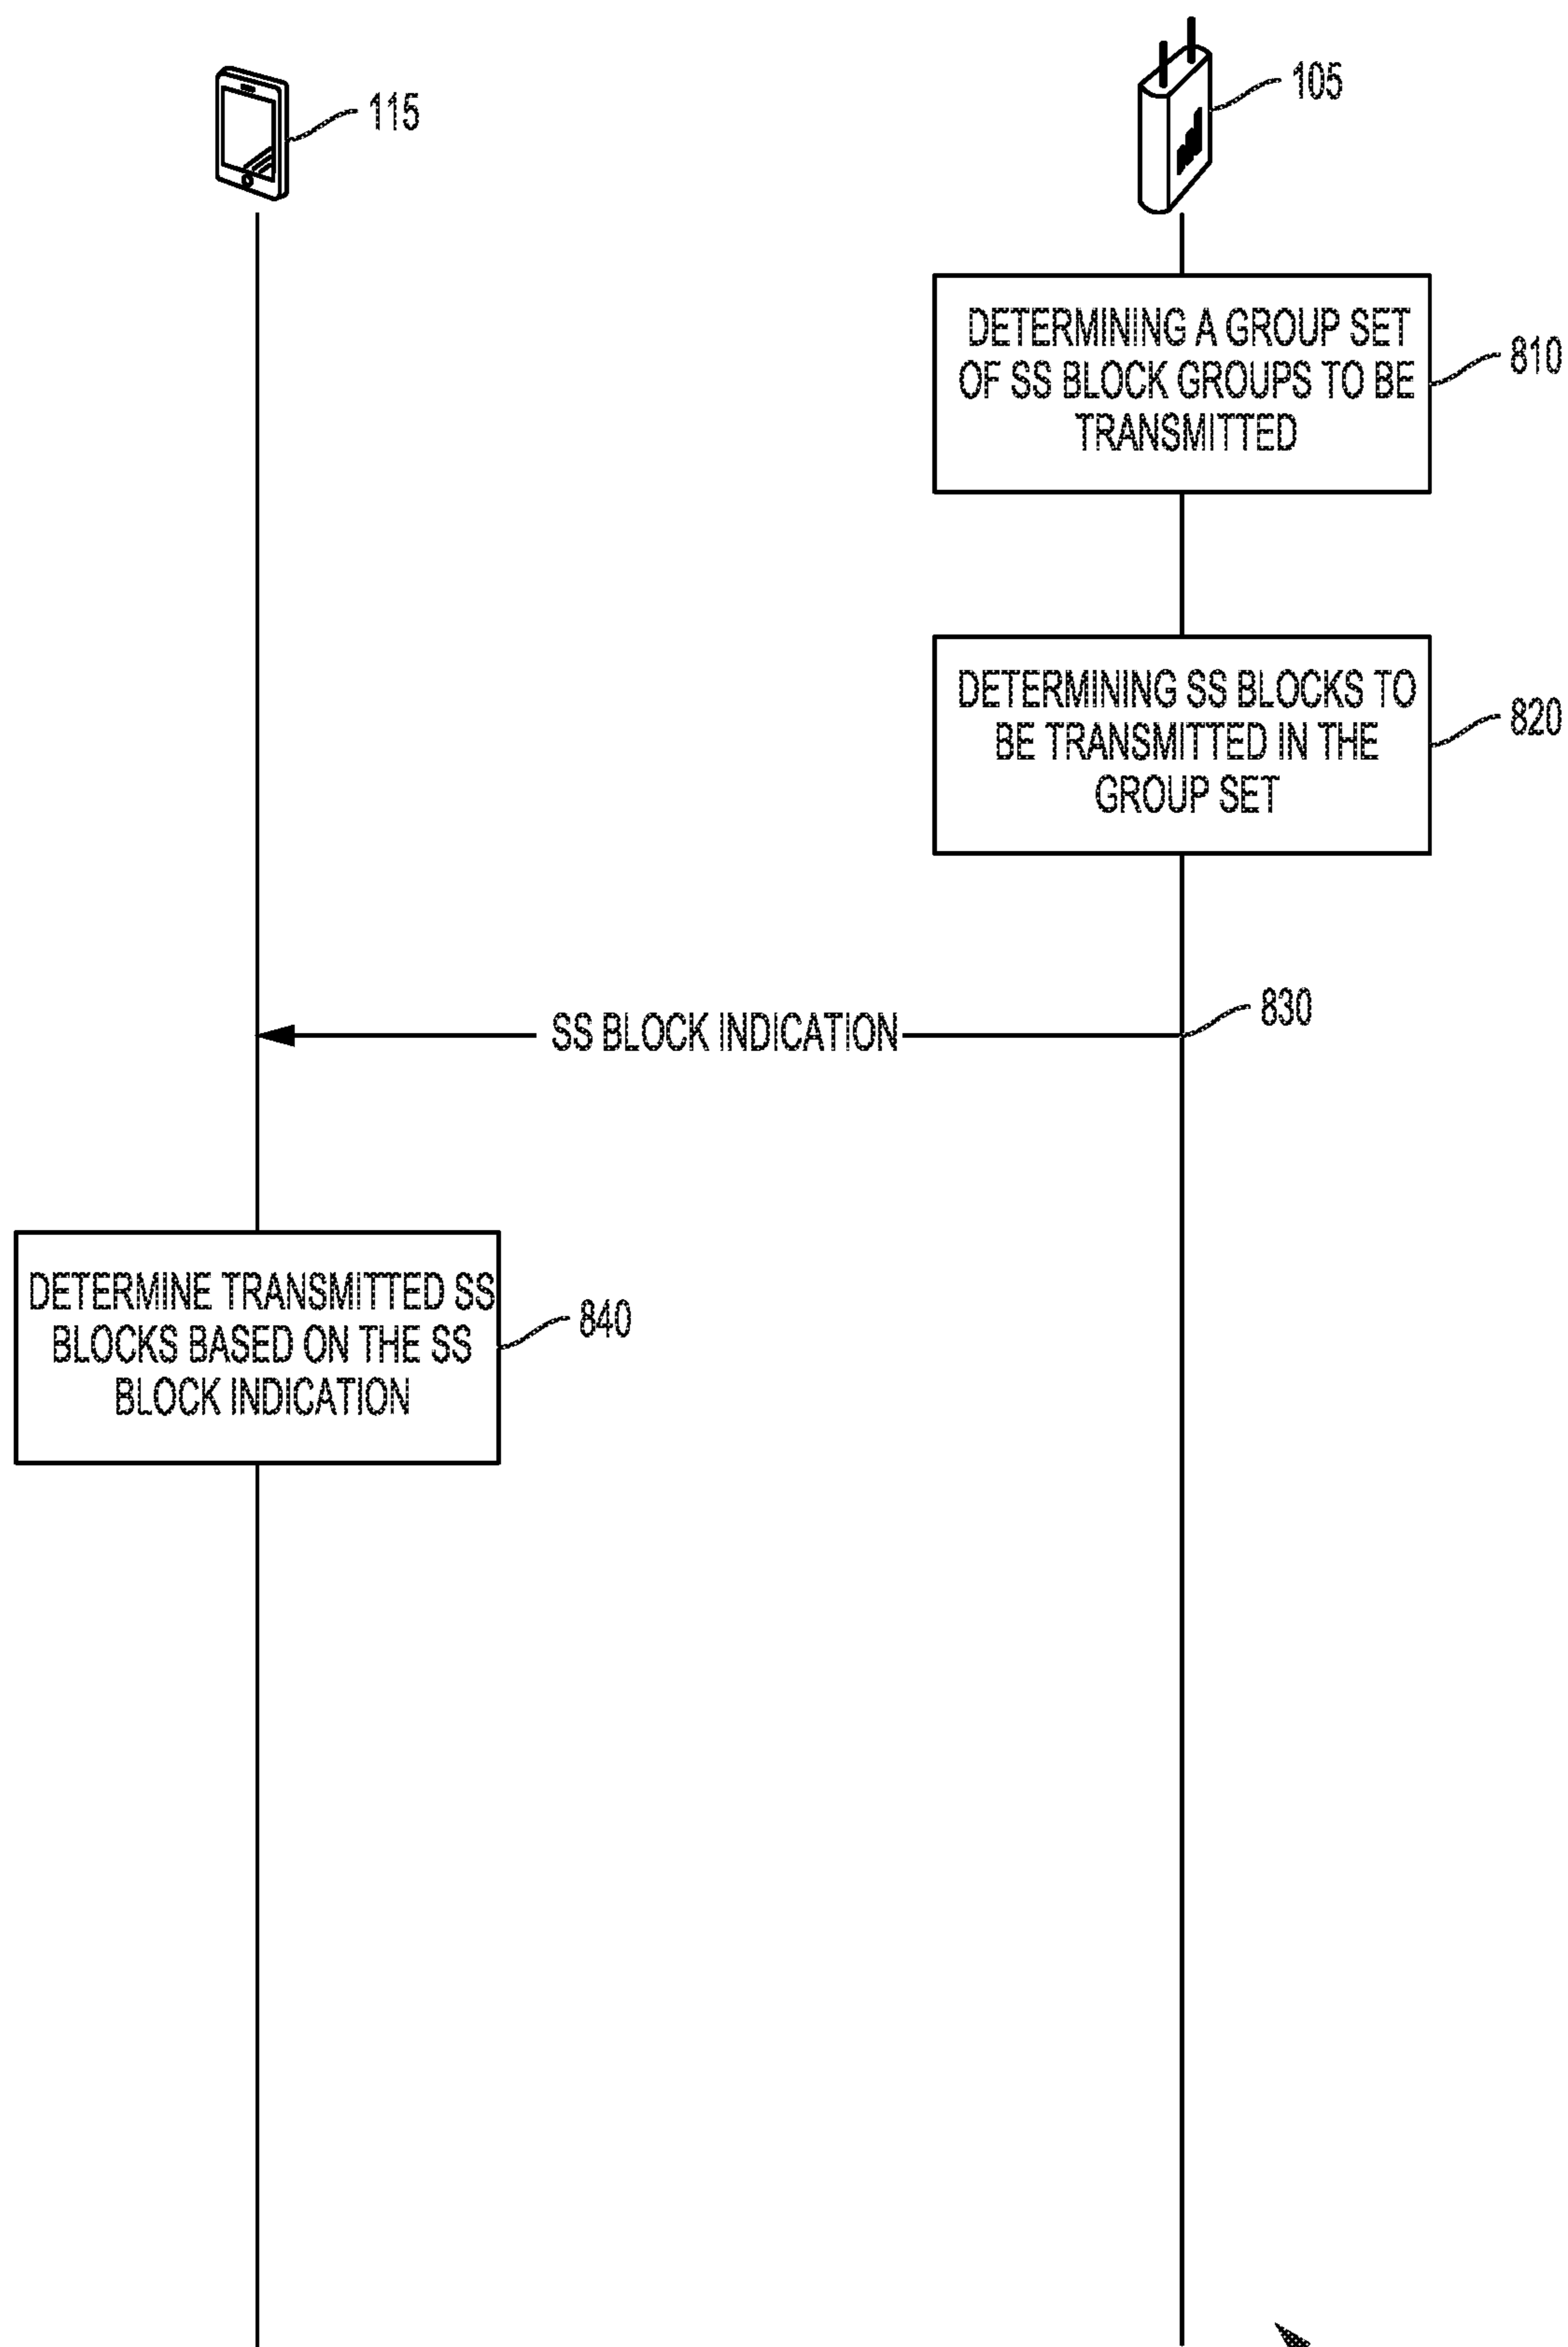 115
105
DETERMINING A GROUP SET
OF SS BLOCK GROUPS TO BE
TRANSMITTED
810
DETERMINING SS BLOCKS TO
BE TRANSMITTED IN THE
GROUP SET
820
830
SS BLOCK INDICATION
DETERMINE TRANSMITTED SS
BLOCKS BASED ON THE SS
BLOCK INDICATION
840